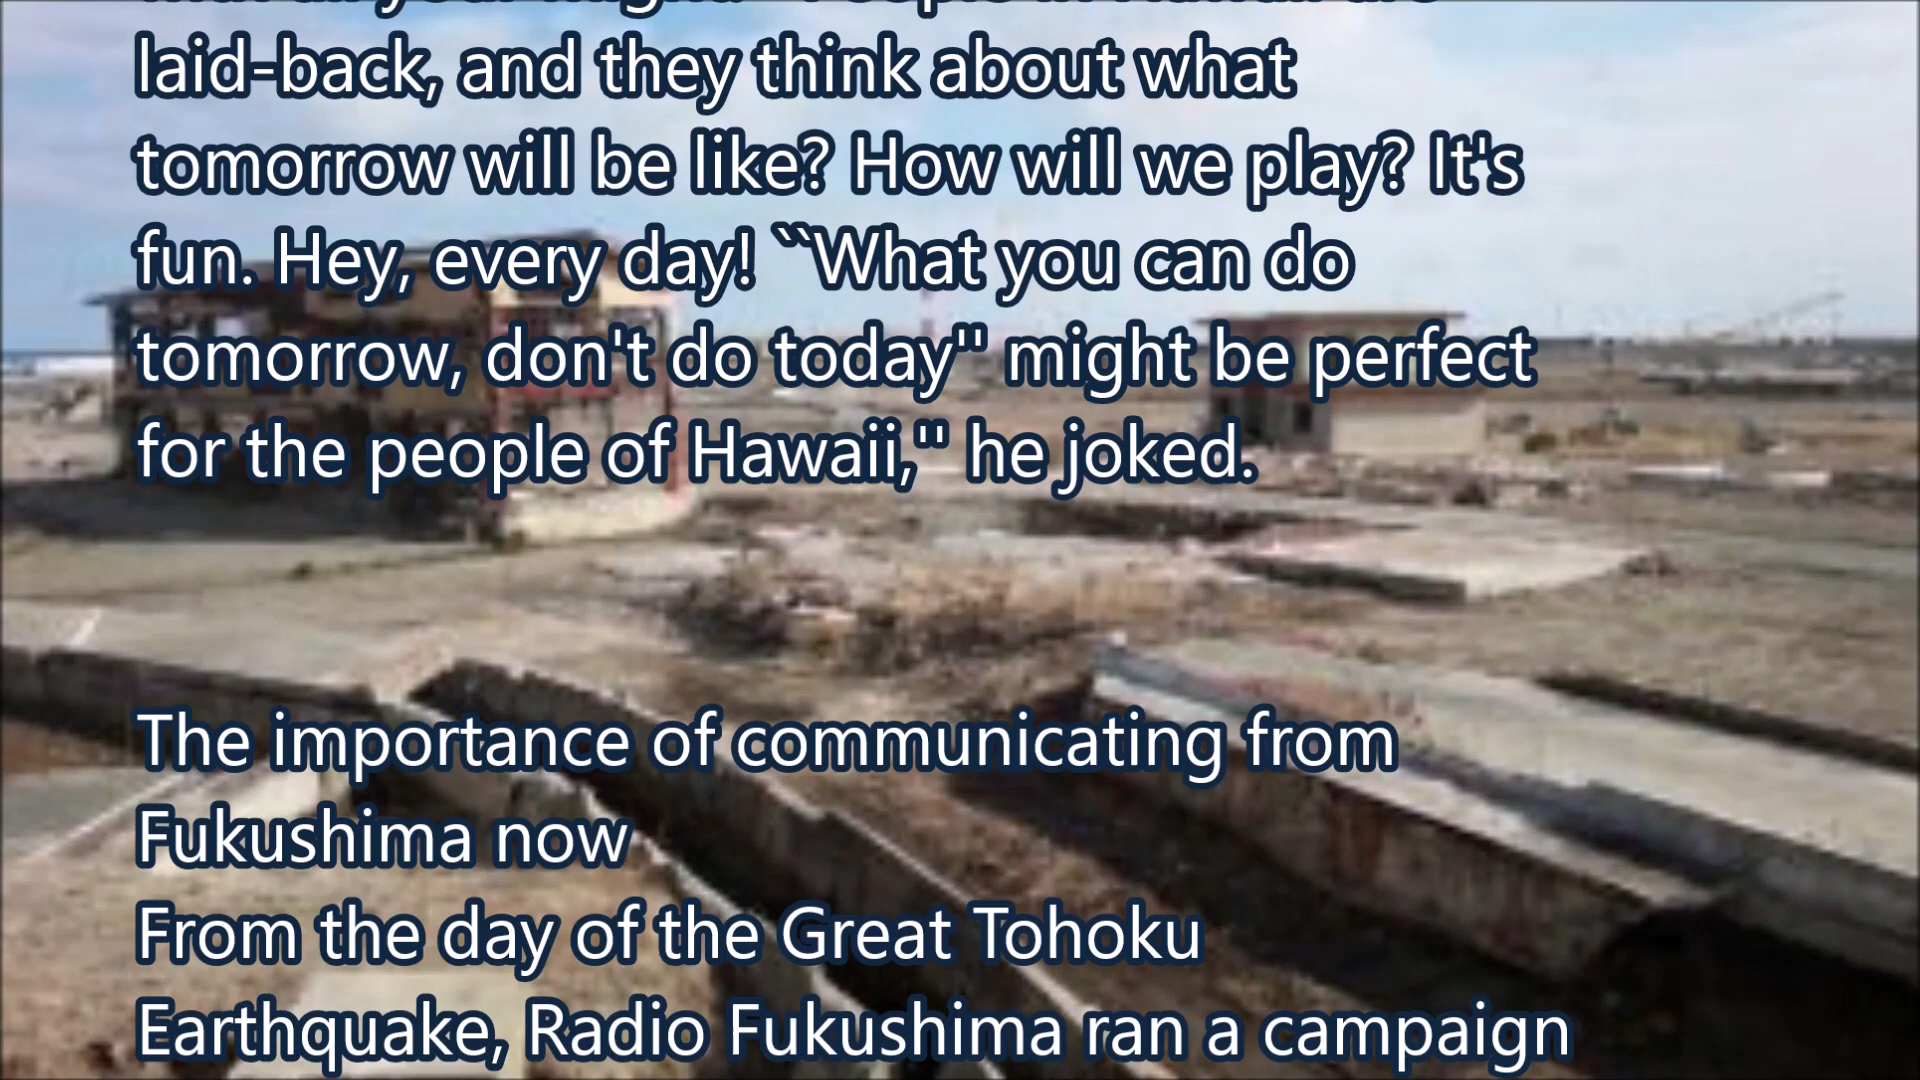 laid-back, and they think about what
tomorrow will be like? How will we play? It's
fun. Hey, every day! ``What you can do
tomorrow, don't do today'' might be perfect
for the people of Hawaii,'' he joked.
The importance of communicating from
Fukushima now
From the day of the Great Tohoku
Earthquake, Radio Fukushima ran a campaign